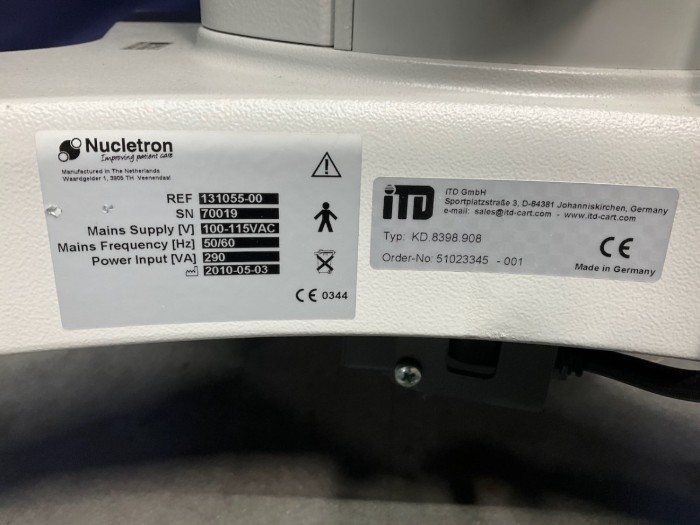 Nucletron
Improving patient care
Manufactured in The Netherlands
Waardgelder 1, 3905 TH Veenendaal
REF 131055-00
SN 70019
Mains Supply [V] 100-115VAC
Mains Frequency [Hz] 50/60
Power Input [VA] 290
2010-05-03
CE 0344
iTD
ITD GmbH
Sportplatzstraße 3, D-84381 Johanniskirchen, Germany
e-mail: sales@itd-cart.com - www.itd-cart.com
Typ: KD.8398.908
Order-No: 51023345 - 001
CE
Made in Germany